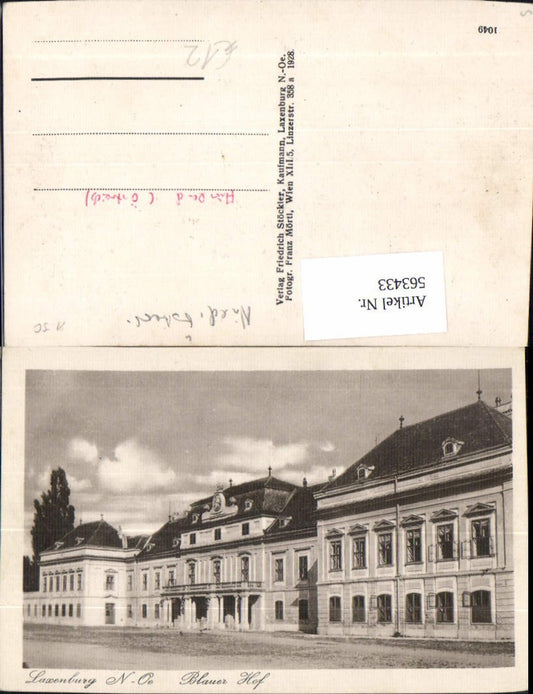 1049
£12
Verlag Friedrich Stöckler, Kaufmann, Laxenburg N.-Oe.
Fotogr. Franz Mörtl, Wien XIII.5, Linzerstr. 358 a 1928.
Artikel Nr.
563433
Laxenburg N-Oe Blauer Hof